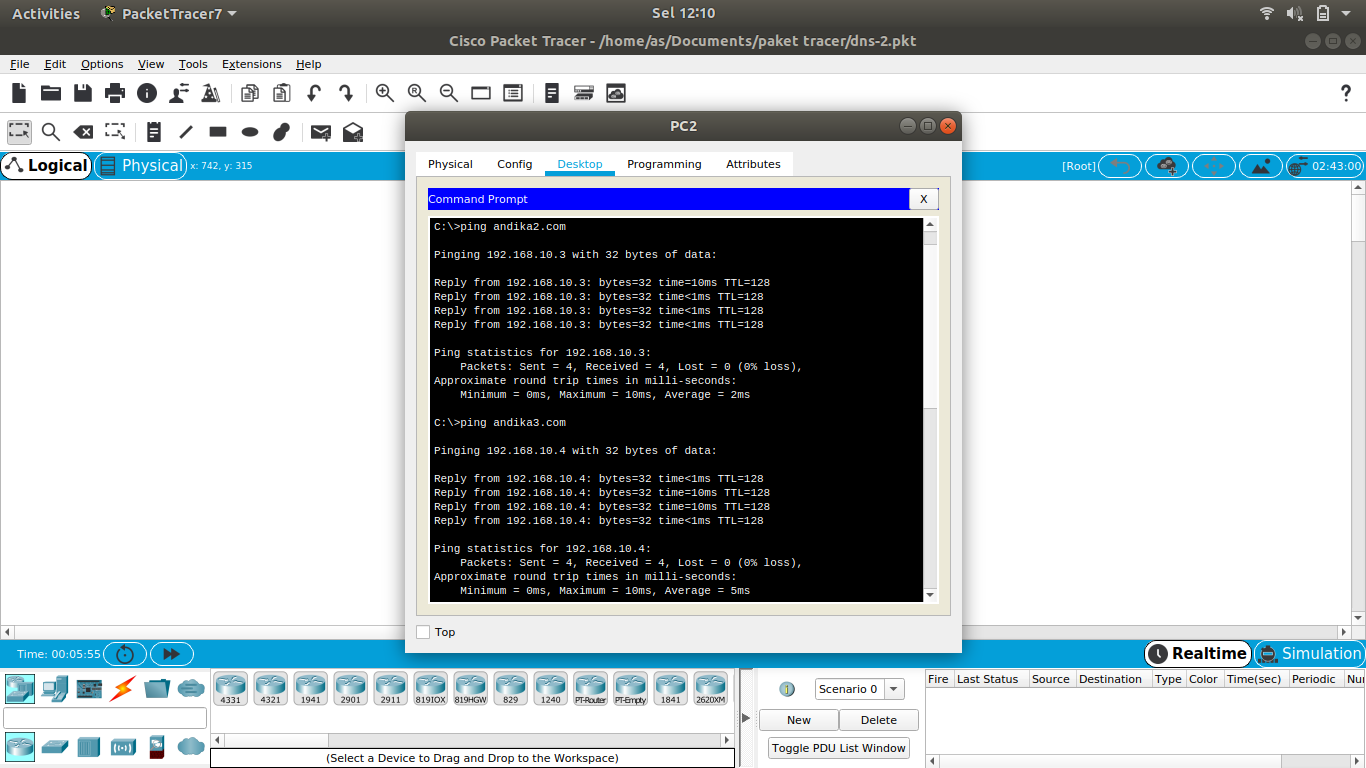 Activities PacketTracer7 Sel 12:10
Cisco Packet Tracer - /home/as/Documents/paket tracer/dns-2.pkt
File Edit Options View Tools Extensions Help
?
PC2
Logical Physical x: 742, y: 315 [Root] 02:43:00
Physical Config Desktop Programming Attributes
Command Prompt X
C:\>ping andika2.com
Pinging 192.168.10.3 with 32 bytes of data:
Reply from 192.168.10.3: bytes=32 time=10ms TTL=128
Reply from 192.168.10.3: bytes=32 time<1ms TTL=128
Reply from 192.168.10.3: bytes=32 time<1ms TTL=128
Reply from 192.168.10.3: bytes=32 time<1ms TTL=128
Ping statistics for 192.168.10.3:
Packets: Sent = 4, Received = 4, Lost = 0 (0% loss),
Approximate round trip times in milli-seconds:
Minimum = 0ms, Maximum = 10ms, Average = 2ms
C:\>ping andika3.com
Pinging 192.168.10.4 with 32 bytes of data:
Reply from 192.168.10.4: bytes=32 time<1ms TTL=128
Reply from 192.168.10.4: bytes=32 time=10ms TTL=128
Reply from 192.168.10.4: bytes=32 time=10ms TTL=128
Reply from 192.168.10.4: bytes=32 time<1ms TTL=128
Ping statistics for 192.168.10.4:
Packets: Sent = 4, Received = 4, Lost = 0 (0% loss),
Approximate round trip times in milli-seconds:
Minimum = 0ms, Maximum = 10ms, Average = 5ms
Top
Time: 00:05:55 Realtime Simulation
4331 4321 1941 2901 2911 819IOX 819HGW 829 1240 PT-Router PT-Empty 1841 2620XM
Scenario 0
New Delete
Toggle PDU List Window
Fire Last Status Source Destination Type Color Time(sec) Periodic Nur
(Select a Device to Drag and Drop to the Workspace)